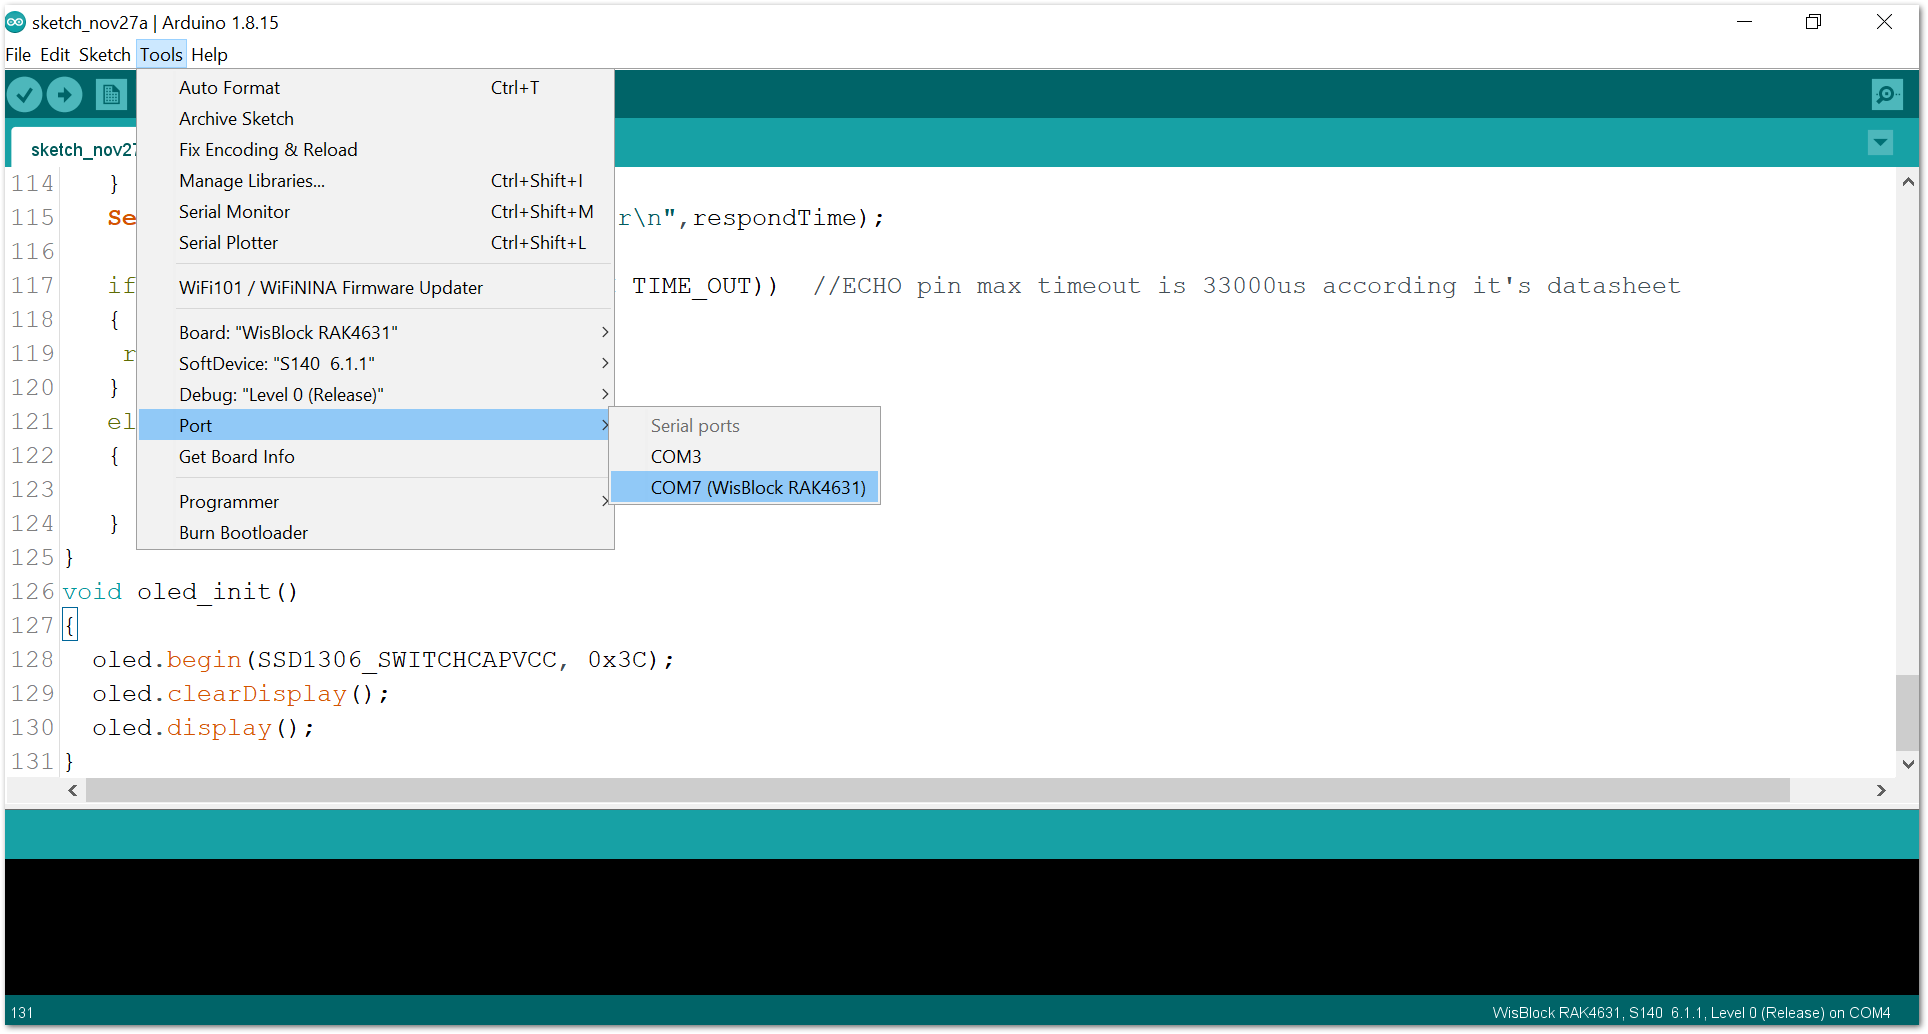 sketch_nov27a | Arduino 1.8.15
File Edit Sketch Tools Help
Auto Format Ctrl+T
Archive Sketch
Fix Encoding & Reload
Manage Libraries... Ctrl+Shift+I
Serial Monitor Ctrl+Shift+M
Serial Plotter Ctrl+Shift+L
WiFi101 / WiFiNINA Firmware Updater
Board: "WisBlock RAK4631"
SoftDevice: "S140 6.1.1"
Debug: "Level 0 (Release)"
Port
Get Board Info
Programmer
Burn Bootloader
Serial ports
COM3
COM7 (WisBlock RAK4631)
sketch_nov27
114 }
115 Se r\n",respondTime);
116
117 if TIME_OUT)) //ECHO pin max timeout is 33000us according it's datasheet
118 {
119 r
120 }
121 el
122 {
123
124 }
125 }
126 void oled_init()
127 {
128 oled.begin(SSD1306_SWITCHCAPVCC, 0x3C);
129 oled.clearDisplay();
130 oled.display();
131 }
131 WisBlock RAK4631, S140 6.1.1, Level 0 (Release) on COM4